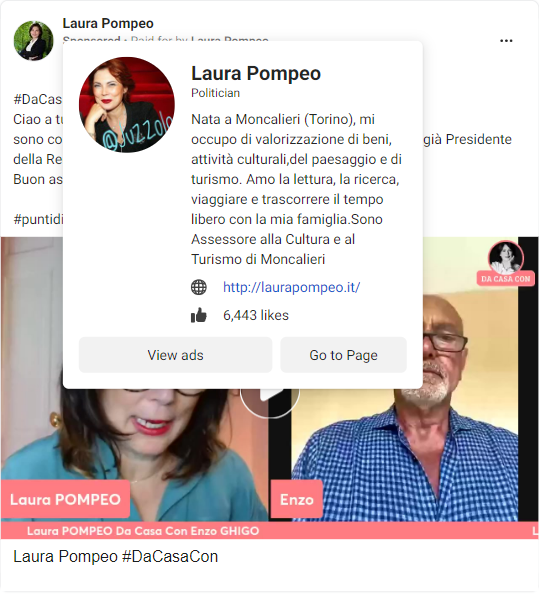 Laura Pompeo
Sponsored • Paid for by Laura Pompeo
#DaCas
Laura Pompeo
Politician
Nata a Moncalieri (Torino), mi
occupo di valorizzazione di beni,
attività culturali,del paesaggio e di
turismo. Amo la lettura, la ricerca,
viaggiare e trascorrere il tempo
libero con la mia famiglia.Sono
Assessore alla Cultura e al
Turismo di Moncalieri
http://laurapompeo.it/
6,443 likes
View ads
Go to Page
Ciao a tu
sono co
già Presidente
della Re
Buon as
#puntidi
@Juzzolo
DA CASA CON
Laura POMPEO
Enzo
Laura POMPEO Da Casa Con Enzo GHIGO
L
Laura Pompeo #DaCasaCon